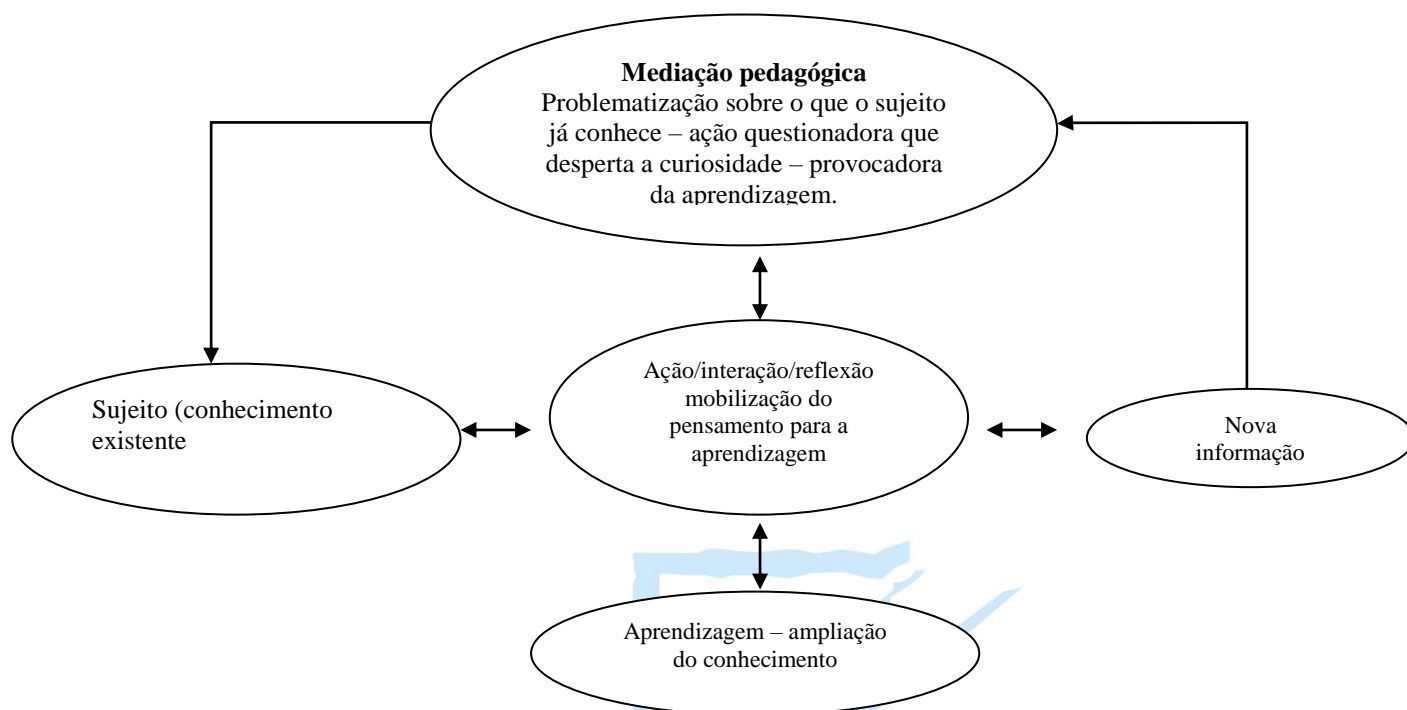 Mediação pedagógica
Problematização sobre o que o sujeito
já conhece – ação questionadora que
desperta a curiosidade – provocadora
da aprendizagem.
Sujeito (conhecimento
existente
Ação/interação/reflexão
mobilização do
pensamento para a
aprendizagem
Nova
informação
Aprendizagem – ampliação
do conhecimento